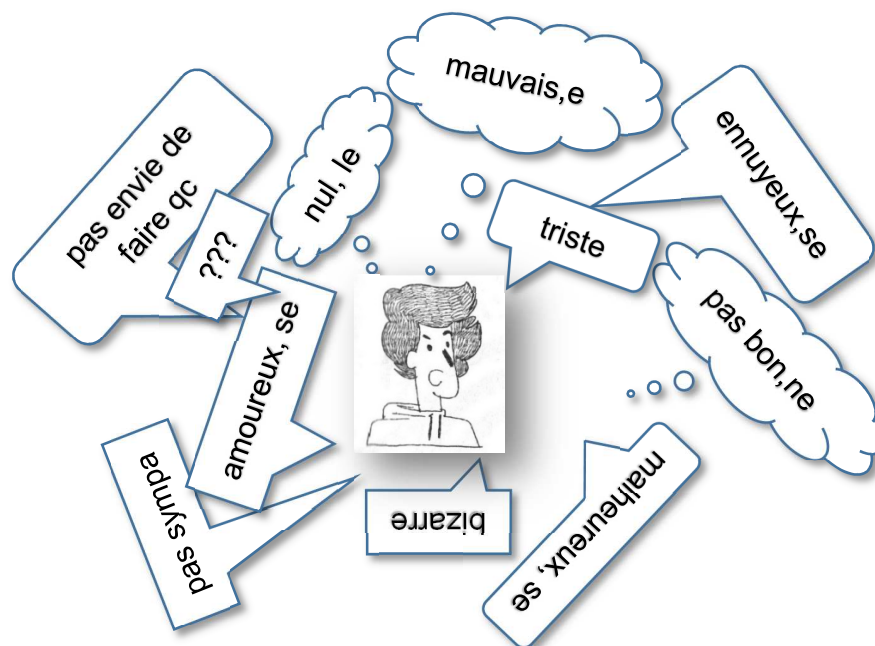 mauvais,e
nul, le
pas envie de
faire qc
ennuyeux,se
triste
???
amoureux, se
pas bon,ne
pas sympa
bizarre
malheureux, se